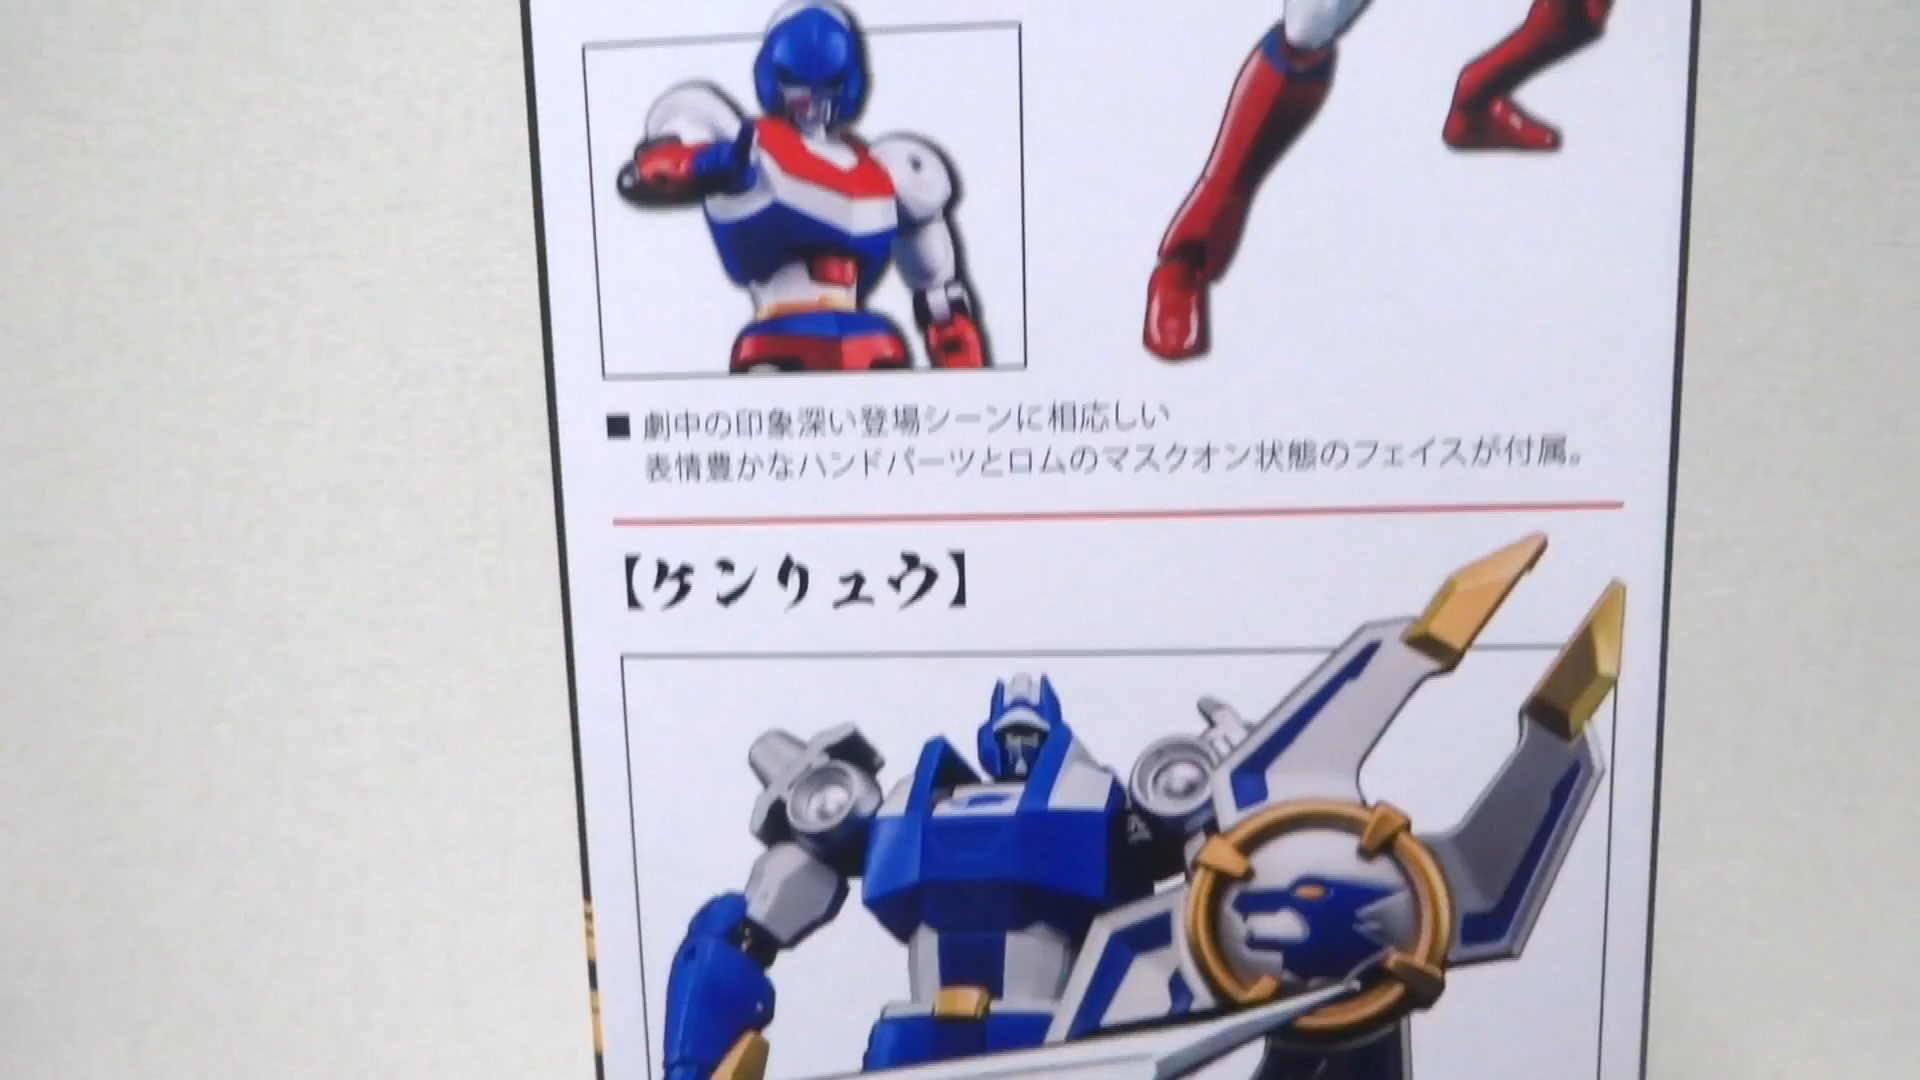 ■ 劇中の印象深い登場シーンに相応しい
表情豊かなハンドパーツとロムのマスクオン状態のフェイスが付属。
【ケンリュウ】